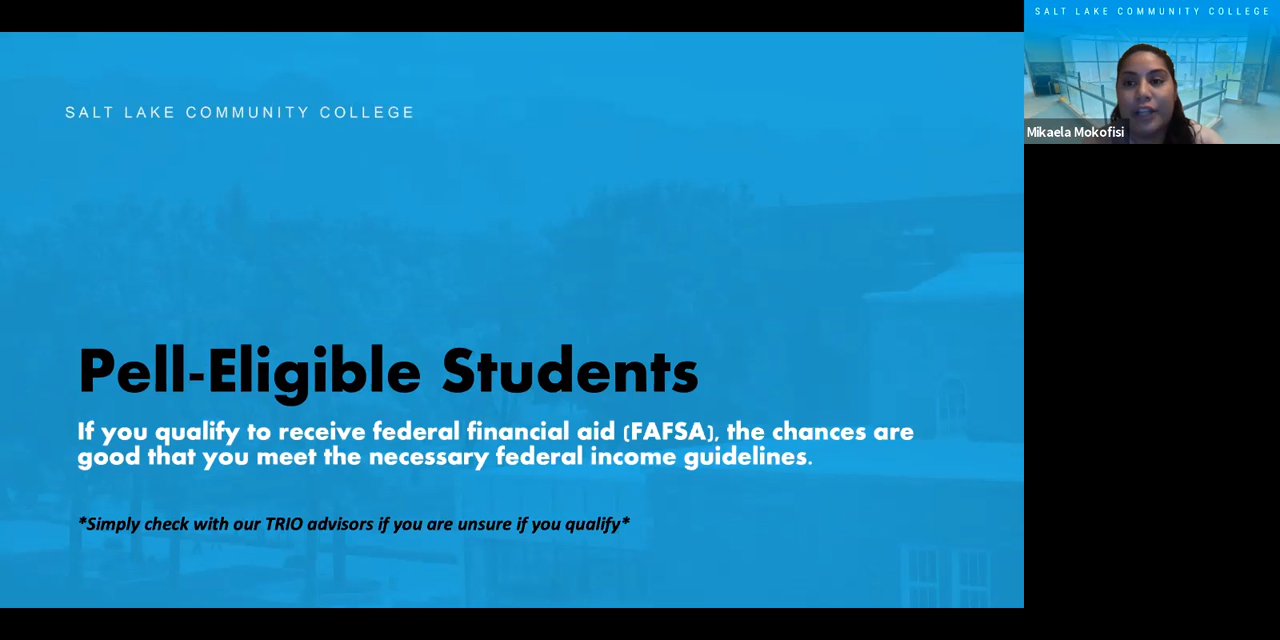 SALT LAKE COMMUNITY COLLEGE
SALT LAKE COMMUNITY COLLEGE
Mikaela Mokofisi
Pell-Eligible Students
If you qualify to receive federal financial aid (FAFSA), the chances are
good that you meet the necessary federal income guidelines.
*Simply check with our TRIO advisors if you are unsure if you qualify*